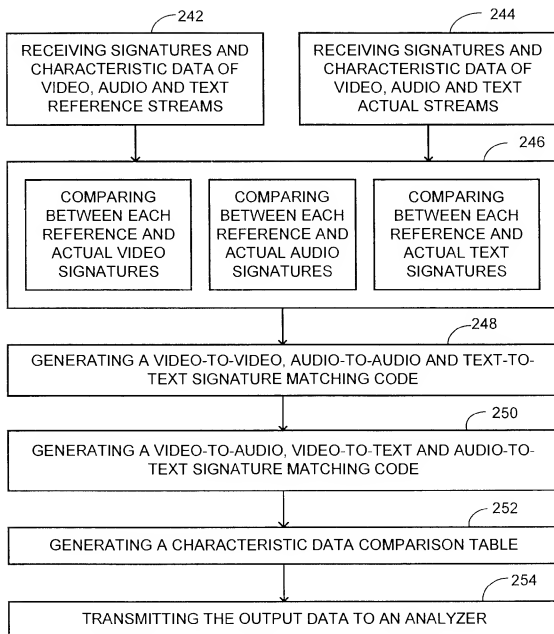 242
244
RECEIVING SIGNATURES AND
CHARACTERISTIC DATA OF
VIDEO, AUDIO AND TEXT
REFERENCE STREAMS
RECEIVING SIGNATURES AND
CHARACTERISTIC DATA OF
VIDEO, AUDIO AND TEXT
ACTUAL STREAMS
246
COMPARING
BETWEEN EACH
REFERENCE AND
ACTUAL VIDEO
SIGNATURES
COMPARING
BETWEEN EACH
REFERENCE AND
ACTUAL AUDIO
SIGNATURES
COMPARING
BETWEEN EACH
REFERENCE AND
ACTUAL TEXT
SIGNATURES
248
GENERATING A VIDEO-TO-VIDEO, AUDIO-TO-AUDIO AND TEXT-TO-
TEXT SIGNATURE MATCHING CODE
250
GENERATING A VIDEO-TO-AUDIO, VIDEO-TO-TEXT AND AUDIO-TO-
TEXT SIGNATURE MATCHING CODE
252
GENERATING A CHARACTERISTIC DATA COMPARISON TABLE
254
TRANSMITTING THE OUTPUT DATA TO AN ANALYZER